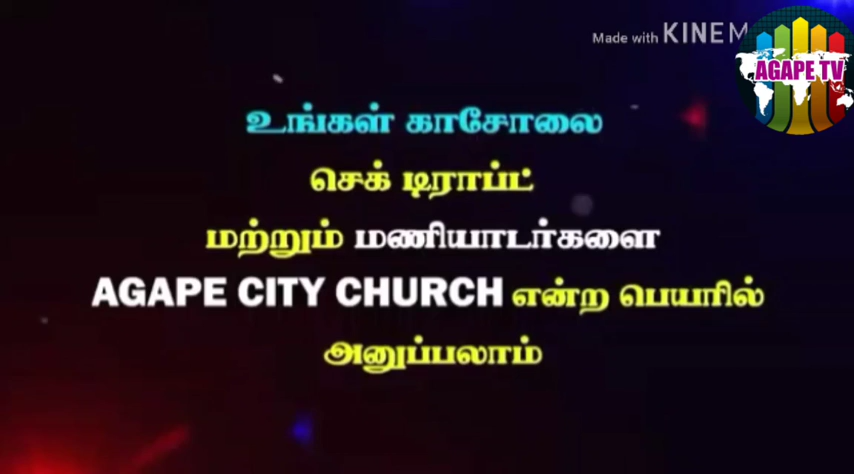 Made with KINEM
AGAPE TV
உங்கள் காசோலை
செக் டிராப்ட்
மற்றும் மணியாடர்களை
AGAPE CITY CHURCH என்ற பெயரில்
அனுப்பலாம்